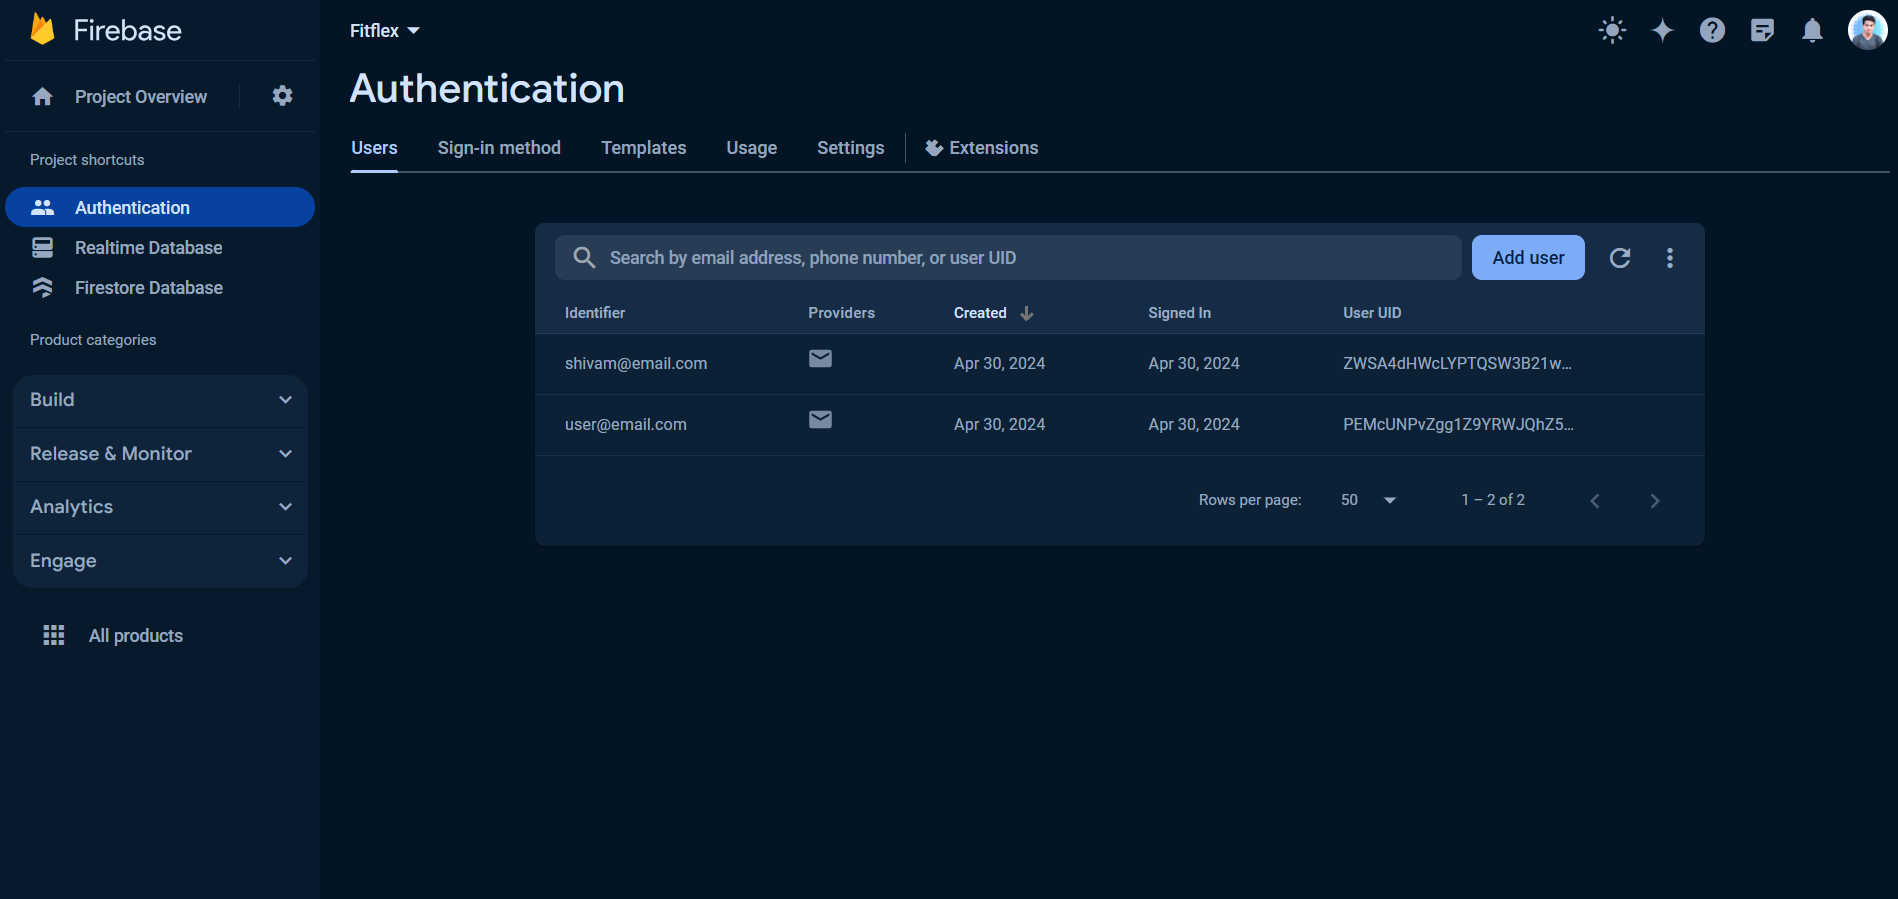 Firebase
Project Overview
Project shortcuts
Authentication
Realtime Database
Firestore Database
Product categories
Build
Release & Monitor
Analytics
Engage
All products
Fitflex
Authentication
Users Sign-in method Templates Usage Settings Extensions
Search by email address, phone number, or user UID Add user
Identifier Providers Created Signed In User UID
shivam@email.com Apr 30, 2024 Apr 30, 2024 ZWSA4dHWcLYPTQSW3B21w...
user@email.com Apr 30, 2024 Apr 30, 2024 PEMcUNPvZgg1Z9YRWJQhZ5...
Rows per page: 50 1 – 2 of 2